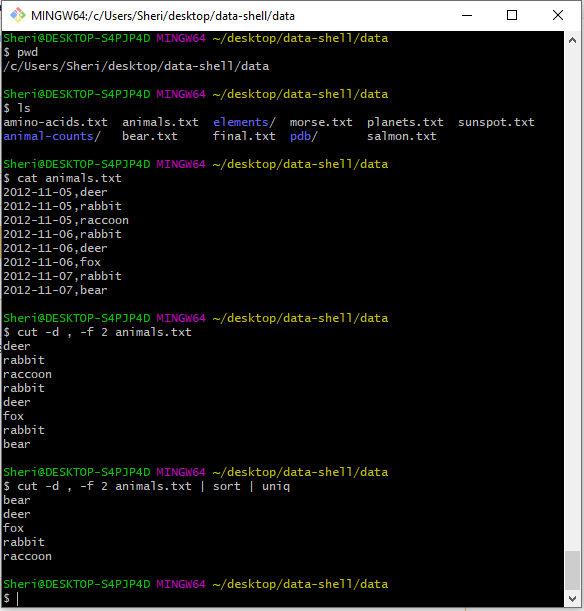 MINGW64:/c/Users/Sheri/desktop/data-shell/data
Sheri@DESKTOP-S4PJP4D MINGW64 ~/desktop/data-shell/data
$ pwd
/c/Users/Sheri/desktop/data-shell/data
Sheri@DESKTOP-S4PJP4D MINGW64 ~/desktop/data-shell/data
$ ls
amino-acids.txt  animals.txt  elements/  morse.txt  planets.txt  sunspot.txt
animal-counts/   bear.txt     final.txt  pdb/       salmon.txt
Sheri@DESKTOP-S4PJP4D MINGW64 ~/desktop/data-shell/data
$ cat animals.txt
2012-11-05,deer
2012-11-05,rabbit
2012-11-05,raccoon
2012-11-06,rabbit
2012-11-06,deer
2012-11-06,fox
2012-11-07,rabbit
2012-11-07,bear
Sheri@DESKTOP-S4PJP4D MINGW64 ~/desktop/data-shell/data
$ cut -d , -f 2 animals.txt
deer
rabbit
raccoon
rabbit
deer
fox
rabbit
bear
Sheri@DESKTOP-S4PJP4D MINGW64 ~/desktop/data-shell/data
$ cut -d , -f 2 animals.txt | sort | uniq
bear
deer
fox
rabbit
raccoon
Sheri@DESKTOP-S4PJP4D MINGW64 ~/desktop/data-shell/data
$